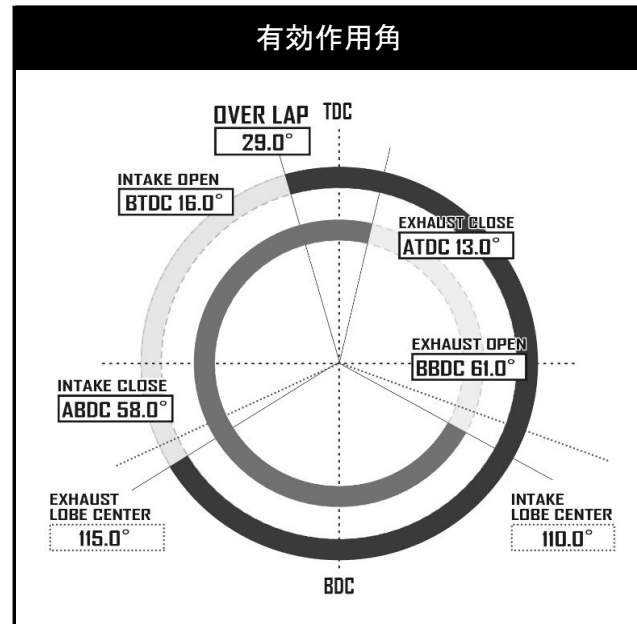 有効作用角
OVER LAP
29.0°
TDC
INTAKE OPEN
BTDC 16.0°
EXHAUST CLOSE
ATDC 13.0°
EXHAUST OPEN
BBDC 61.0°
INTAKE CLOSE
ABDC 58.0°
EXHAUST
LOBE CENTER
115.0°
INTAKE
LOBE CENTER
110.0°
BDC